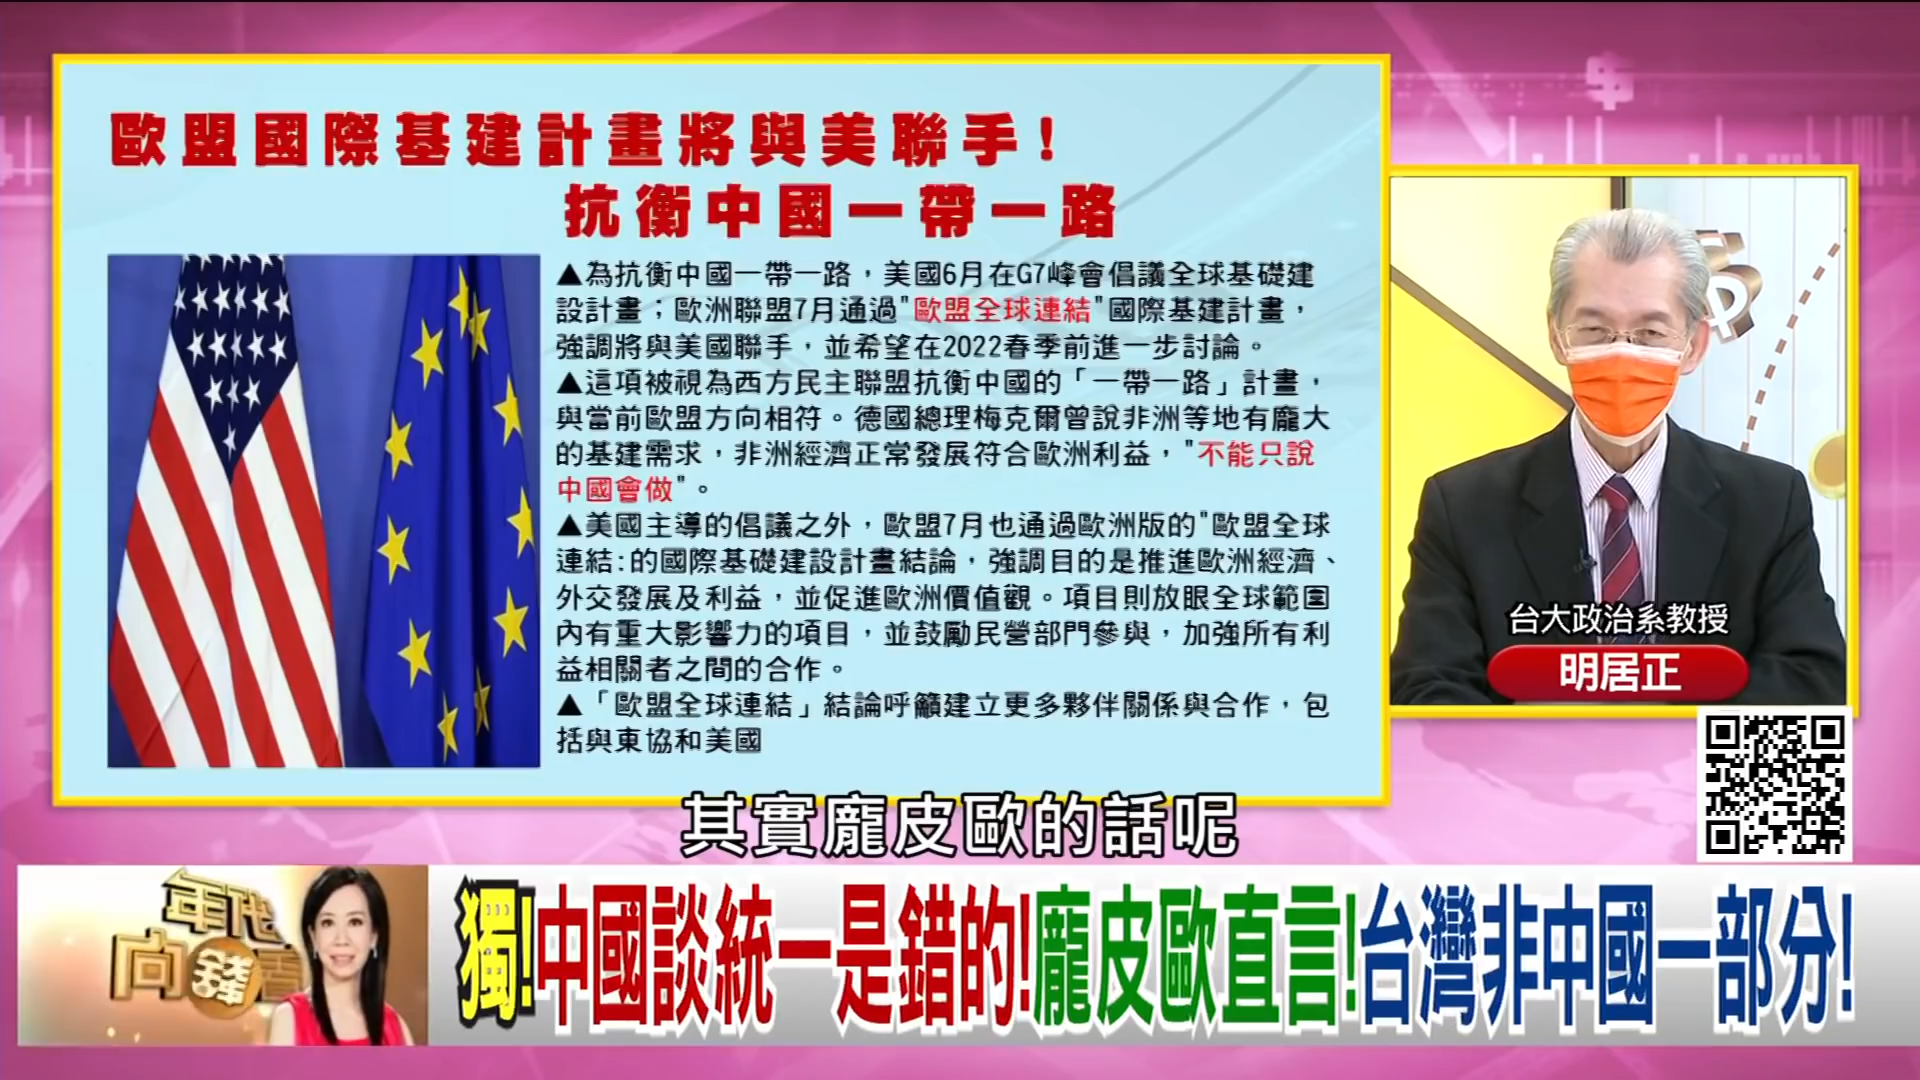 歐盟國際基建計畫將與美聯手!
抗衡中國一帶一路
▲為抗衡中國一帶一路，美國6月在G7峰會倡議全球基礎建
設計畫；歐洲聯盟7月通過"歐盟全球連結"國際基建計畫，
強調將與美國聯手，並希望在2022春季前進一步討論。
▲這項被視為西方民主聯盟抗衡中國的「一帶一路」計畫，
與當前歐盟方向相符。德國總理梅克爾曾說非洲等地有龐大
的基建需求，非洲經濟正常發展符合歐洲利益，"不能只說
中國會做"。
▲美國主導的倡議之外，歐盟7月也通過歐洲版的"歐盟全球
連結:的國際基礎建設計畫結論，強調目的是推進歐洲經濟、
外交發展及利益，並促進歐洲價值觀。項目則放眼全球範圍
內有重大影響力的項目，並鼓勵民營部門參與，加強所有利
益相關者之間的合作。
▲「歐盟全球連結」結論呼籲建立更多夥伴關係與合作，包
括與東協和美國
台大政治系教授
明居正
其實龐皮歐的話呢
年代
向錢看
獨!中國談統一是錯的!龐皮歐直言!台灣非中國一部分!